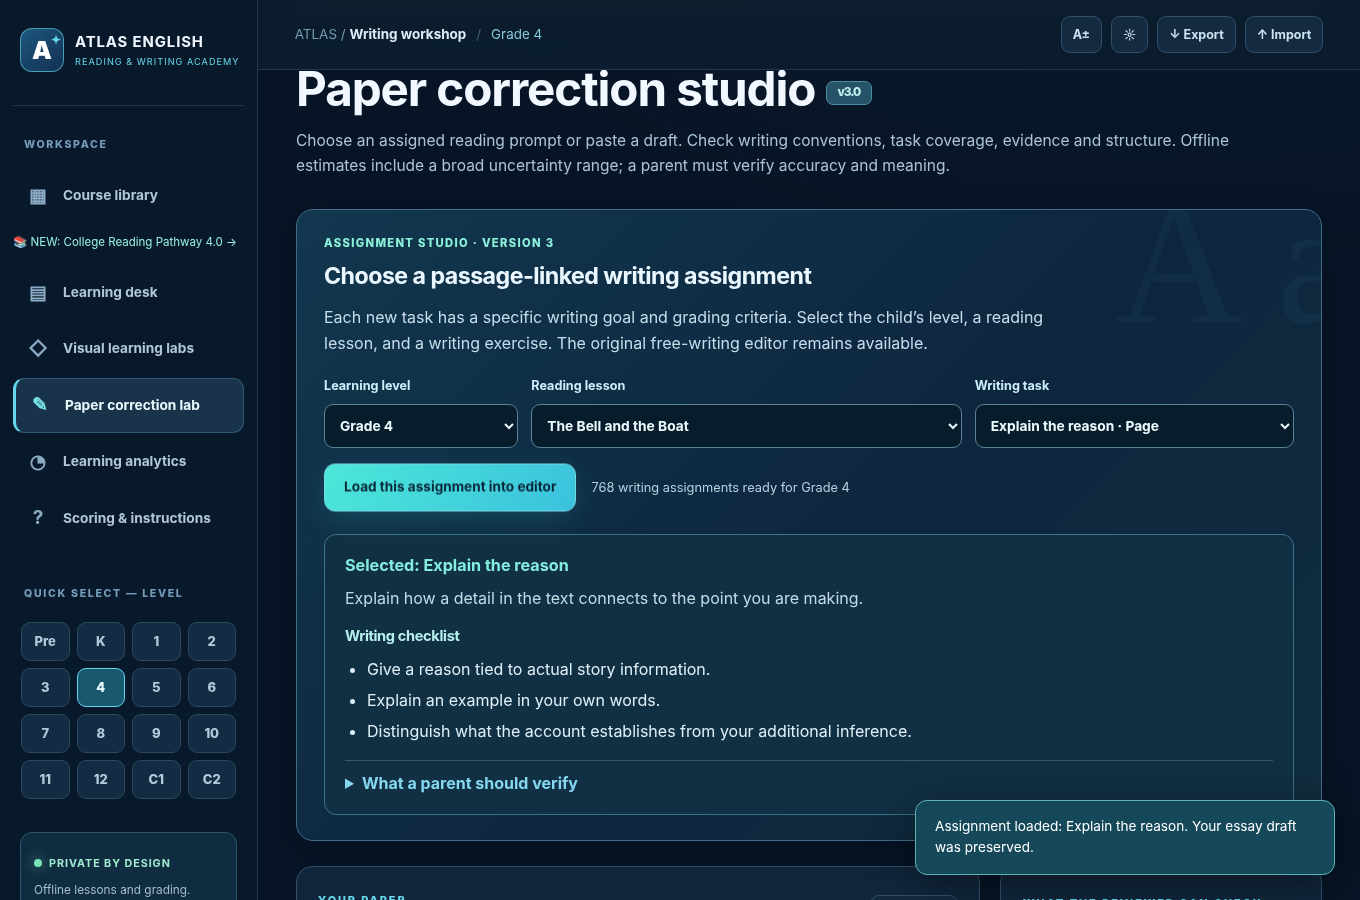 A
ATLAS ENGLISH
READING & WRITING ACADEMY
WORKSPACE
Course library
📚 NEW: College Reading Pathway 4.0 →
Learning desk
Visual learning labs
Paper correction lab
Learning analytics
? Scoring & instructions
QUICK SELECT — LEVEL
Pre K 1 2
3 4 5 6
7 8 9 10
11 12 C1 C2
PRIVATE BY DESIGN
Offline lessons and grading.
ATLAS / Writing workshop / Grade 4
A± ☼ ↓ Export ↑ Import
Paper correction studio v3.0
Choose an assigned reading prompt or paste a draft. Check writing conventions, task coverage, evidence and structure. Offline
estimates include a broad uncertainty range; a parent must verify accuracy and meaning.
ASSIGNMENT STUDIO · VERSION 3
A a
Choose a passage-linked writing assignment
Each new task has a specific writing goal and grading criteria. Select the child’s level, a reading
lesson, and a writing exercise. The original free-writing editor remains available.
Learning level Reading lesson Writing task
Grade 4 The Bell and the Boat Explain the reason · Page
Load this assignment into editor 768 writing assignments ready for Grade 4
Selected: Explain the reason
Explain how a detail in the text connects to the point you are making.
Writing checklist
• Give a reason tied to actual story information.
• Explain an example in your own words.
• Distinguish what the account establishes from your additional inference.
▶ What a parent should verify
Assignment loaded: Explain the reason. Your essay draft
was preserved.
YOUR PAPER
WHAT THE REVIEWER CAN CHECK